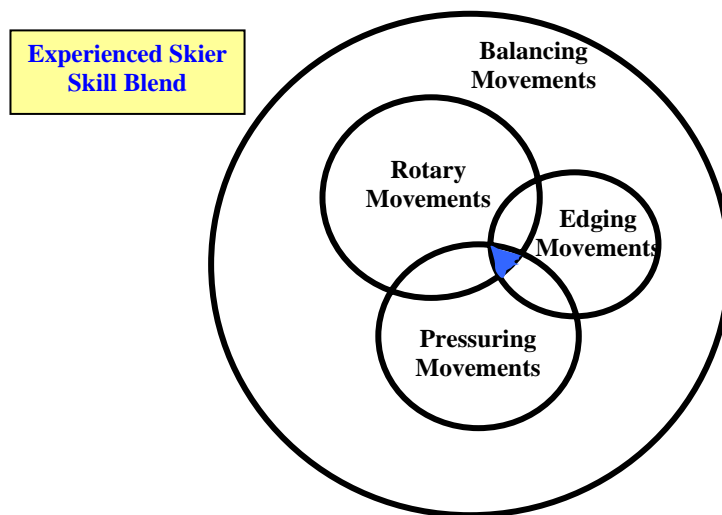 Experienced Skier
Skill Blend
Balancing
Movements
Rotary
Movements
Edging
Movements
Pressuring
Movements